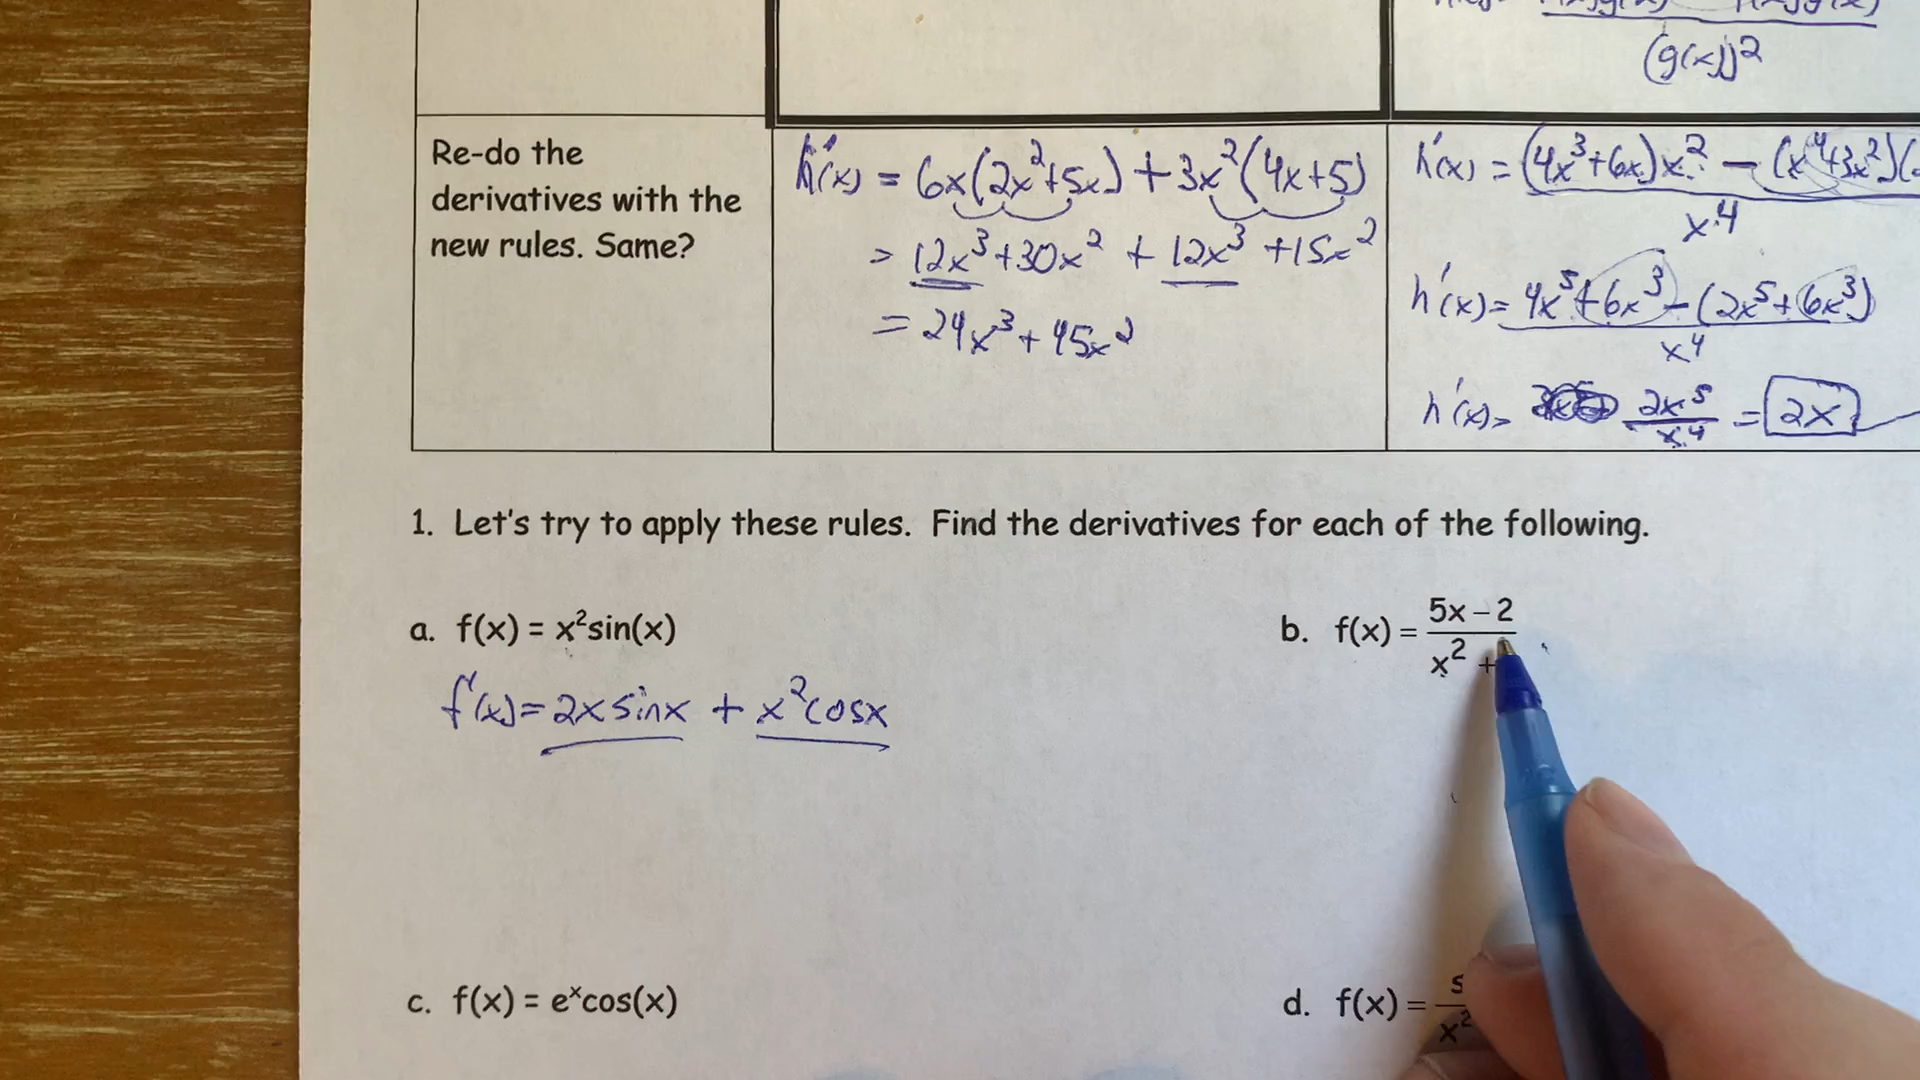 (g(x))2
Re-do the
derivatives with the
new rules. Same?
h'(x) = 6x(2x²+5x) + 3x²(4x+5)
= 12x³+30x² + 12x³ +15x²
= 24x³ + 45x²
h'(x) = (4x³+6x)x² - (x⁴+3x²)(
x⁴
h'(x) = 4x⁵+6x³ - (2x⁵+6x³)
x⁴
h'(x) = 2x⁵/x⁴ = 2x
1. Let's try to apply these rules. Find the derivatives for each of the following.
a. f(x) = x²sin(x)
f'(x) = 2x sinx + x²cosx
b. f(x) = 5x – 2
x² +
c. f(x) = eˣcos(x)
d. f(x) =
x²